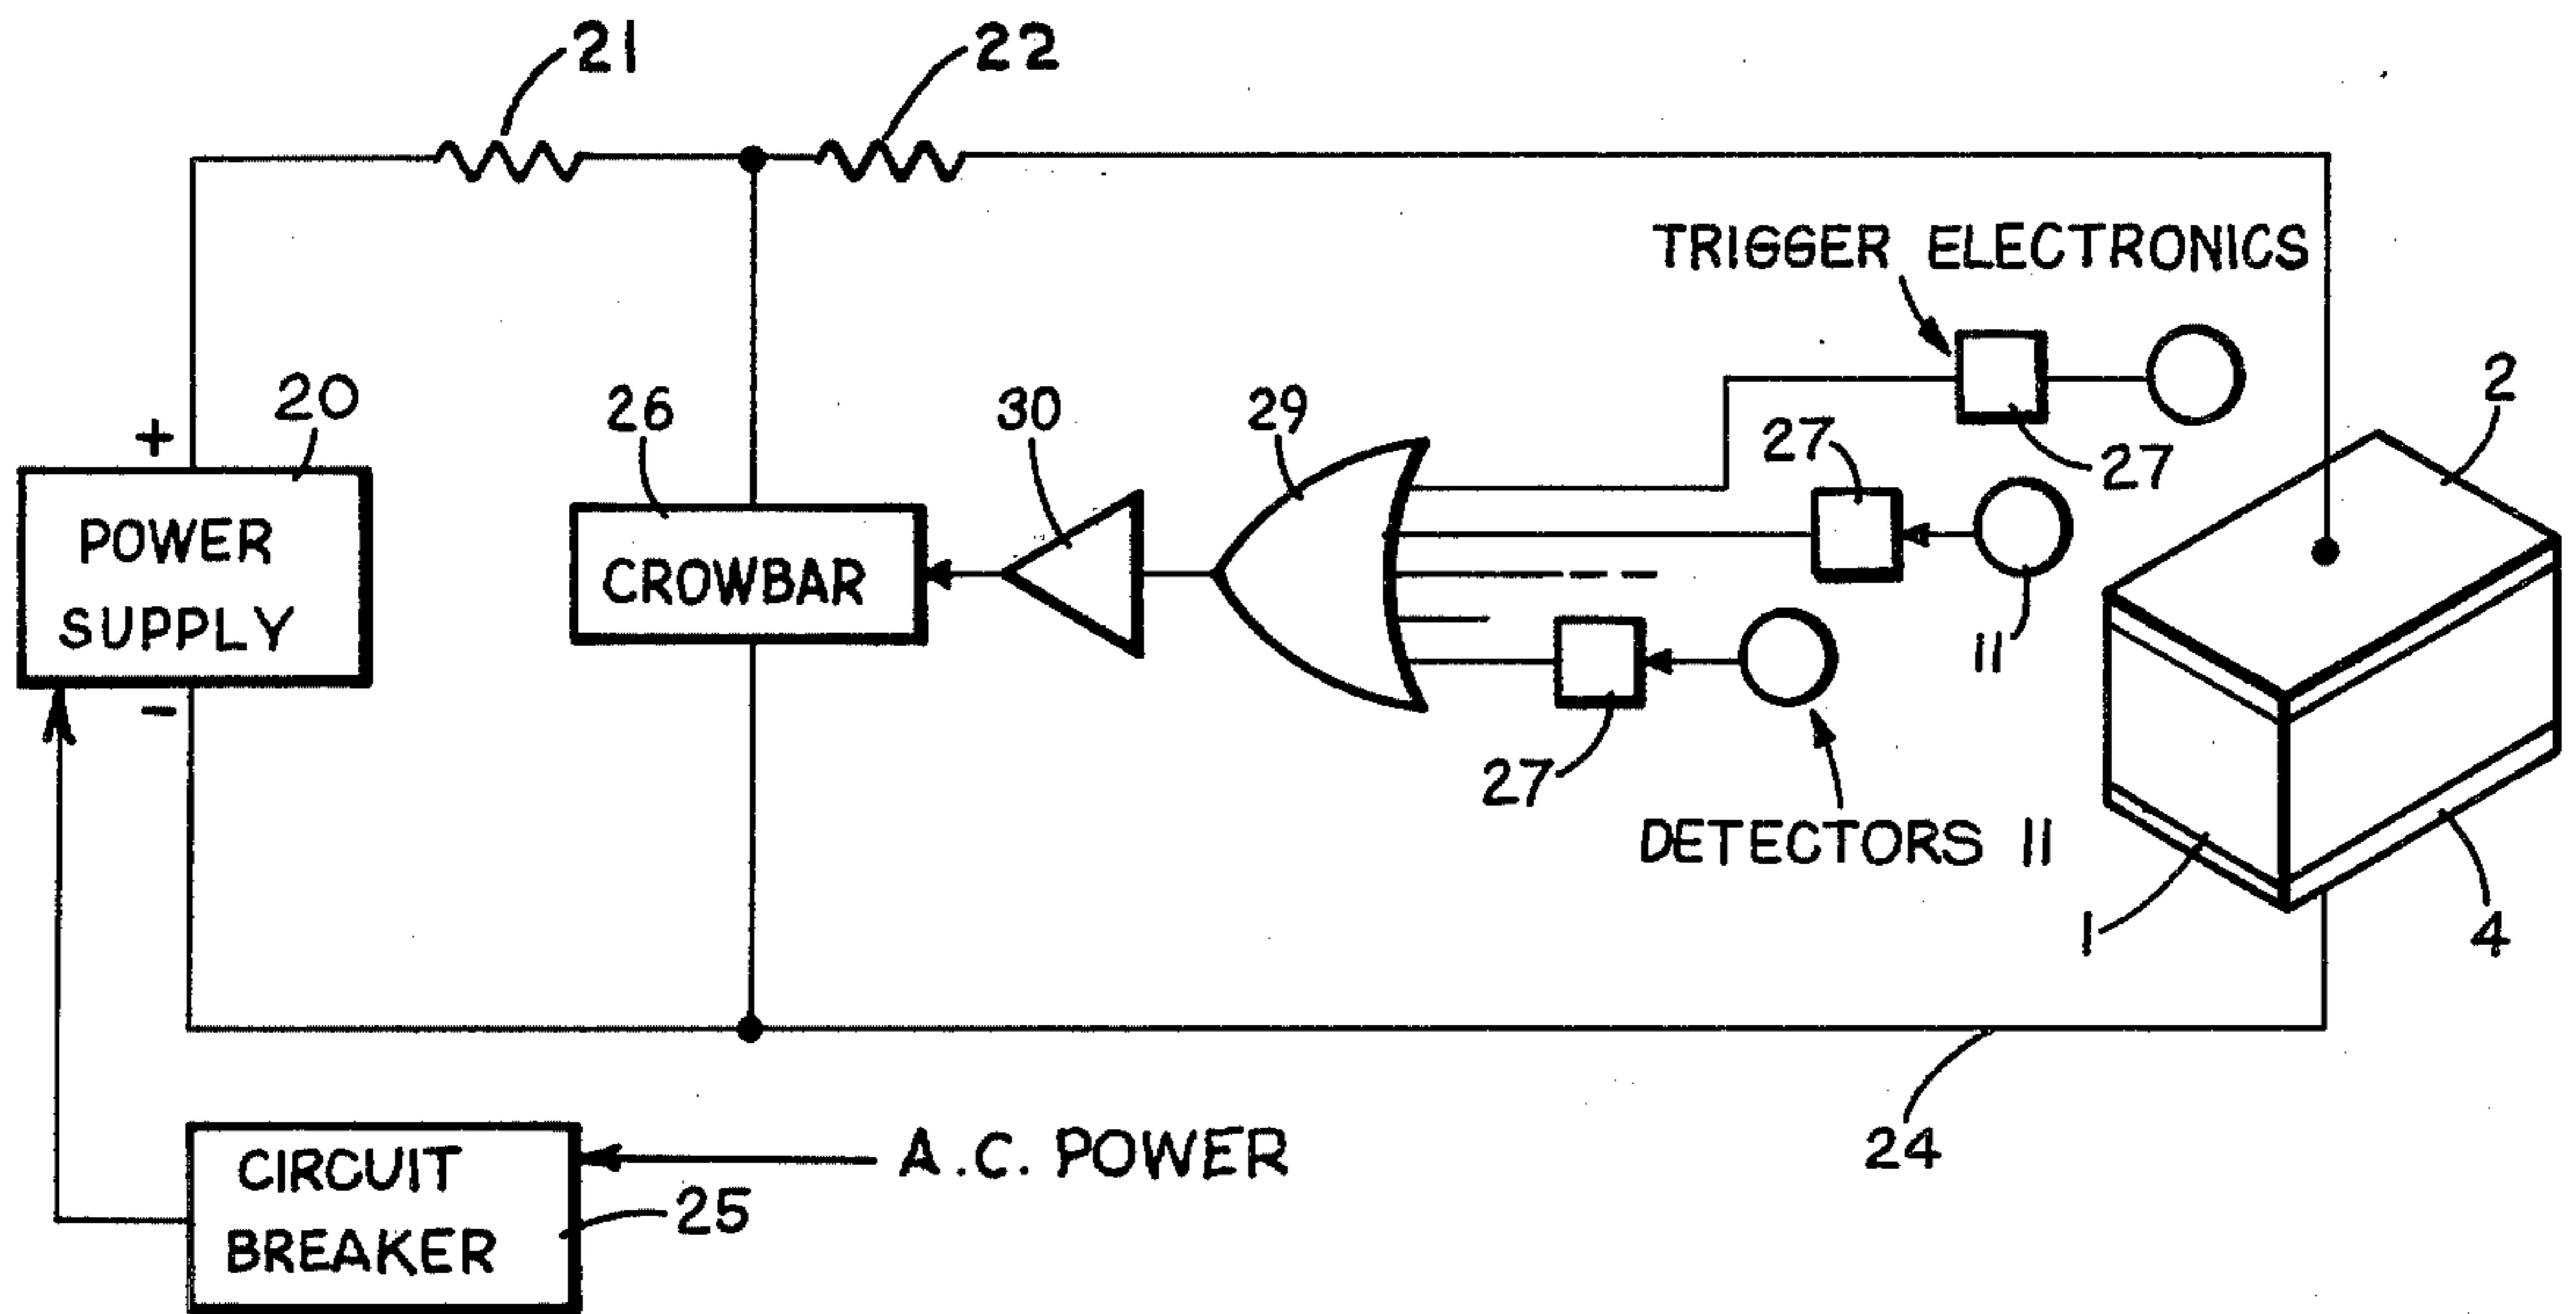 21
22
TRIGGER ELECTRONICS
2
20
26
30
29
27
27
+
POWER
SUPPLY
CROWBAR
11
-
27
DETECTORS 11
1
4
24
A.C. POWER
CIRCUIT
BREAKER
25